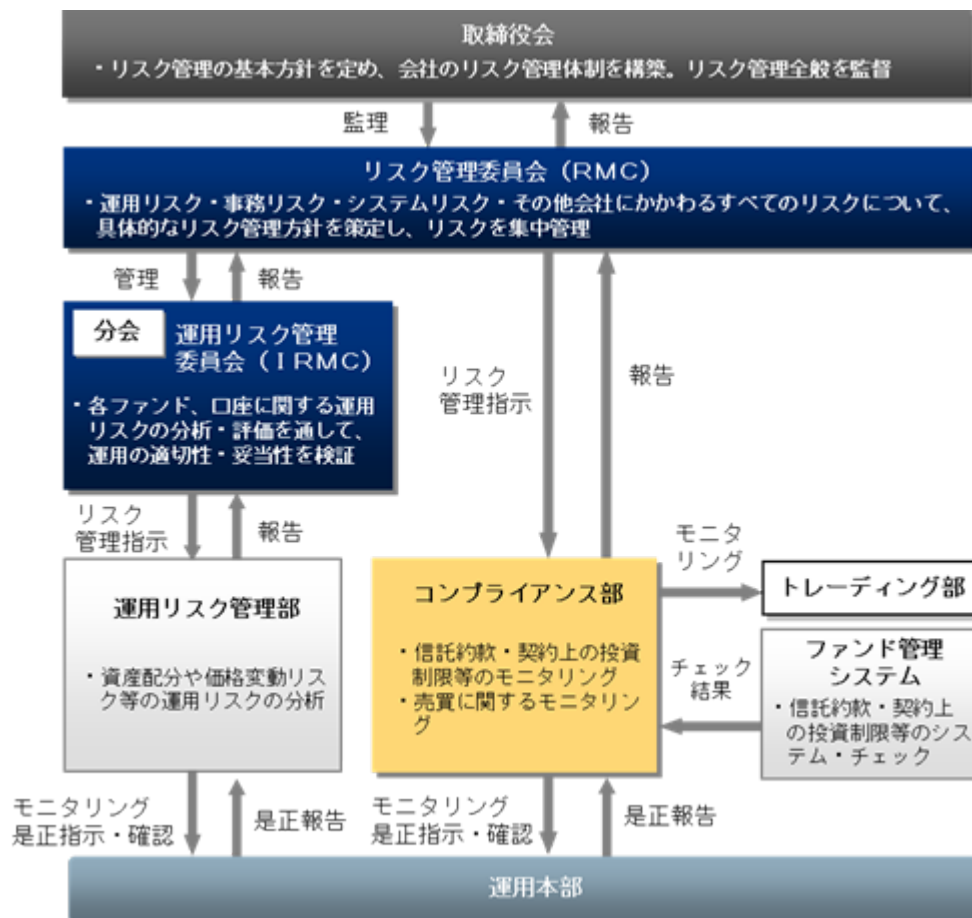 取締役会
・リスク管理の基本方針を定め、会社のリスク管理体制を構築。リスク管理全般を監督
監理
報告
リスク管理委員会（RMC）
・運用リスク・事務リスク・システムリスク・その他会社にかかわるすべてのリスクについて、
具体的なリスク管理方針を策定し、リスクを集中管理
管理
報告
分会
運用リスク管理
委員会（ＩＲＭＣ）
・各ファンド、口座に関する運用
リスクの分析・評価を通して、
運用の適切性・妥当性を検証
リスク
管理指示
報告
リスク
管理指示
報告
運用リスク管理部
・資産配分や価格変動リス
ク等の運用リスクの分析
コンプライアンス部
・信託約款・契約上の投資
制限等のモニタリング
・売買に関するモニタリン
グ
モニタ
リング
トレーディング部
チェック
結果
ファンド管理
システム
・信託約款・契約上
の投資制限等のシス
テム・チェック
モニタリング
是正指示・確認
是正報告
モニタリング
是正指示・確認
是正報告
運用本部